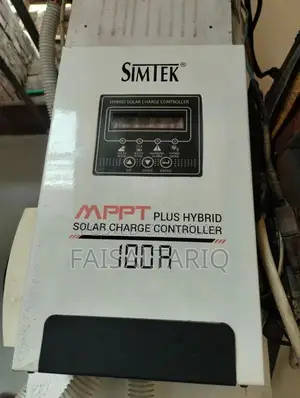 SIMTEK®
HYBRID SOLAR CHARGE CONTROLLER
MPPT PLUS HYBRID
SOLAR CHARGE CONTROLLER
FAISAL TARIQ
100A